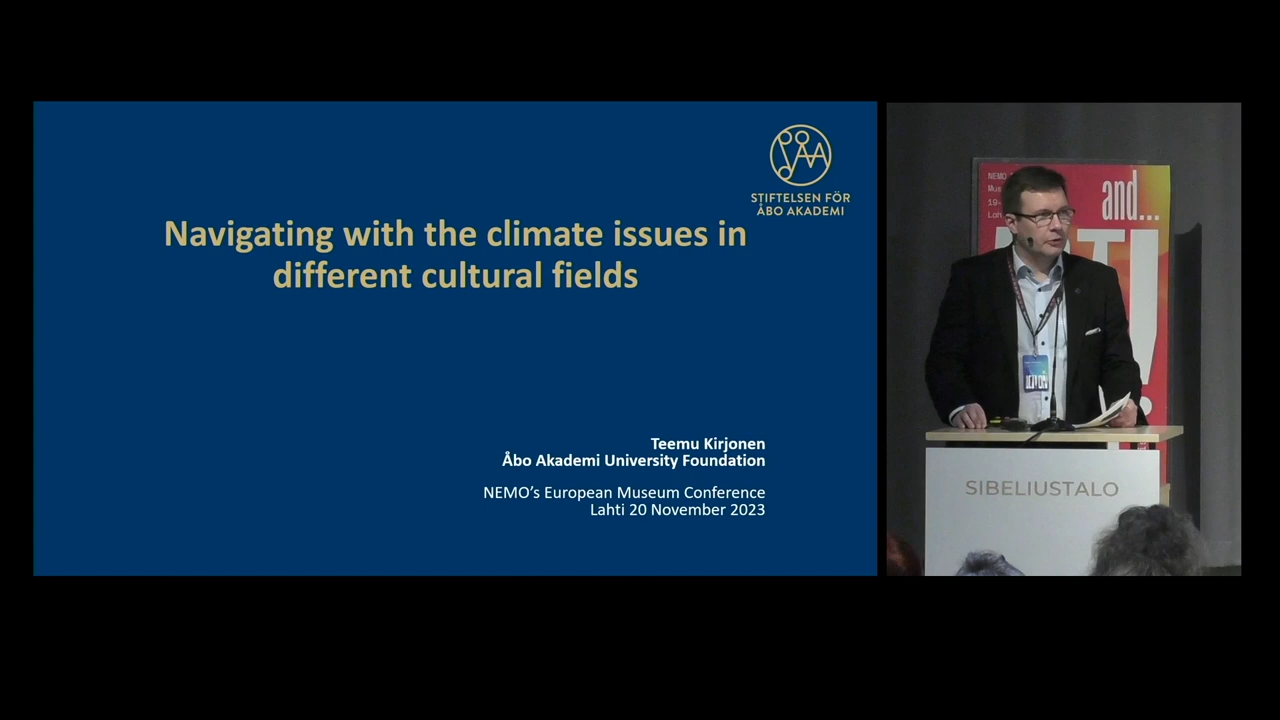 STIFTELSEN FÖR
ÅBO AKADEMI
Navigating with the climate issues in
different cultural fields
Teemu Kirjonen
Åbo Akademi University Foundation
NEMO’s European Museum Conference
Lahti 20 November 2023
NEMO
and...
SIBELIUSTALO